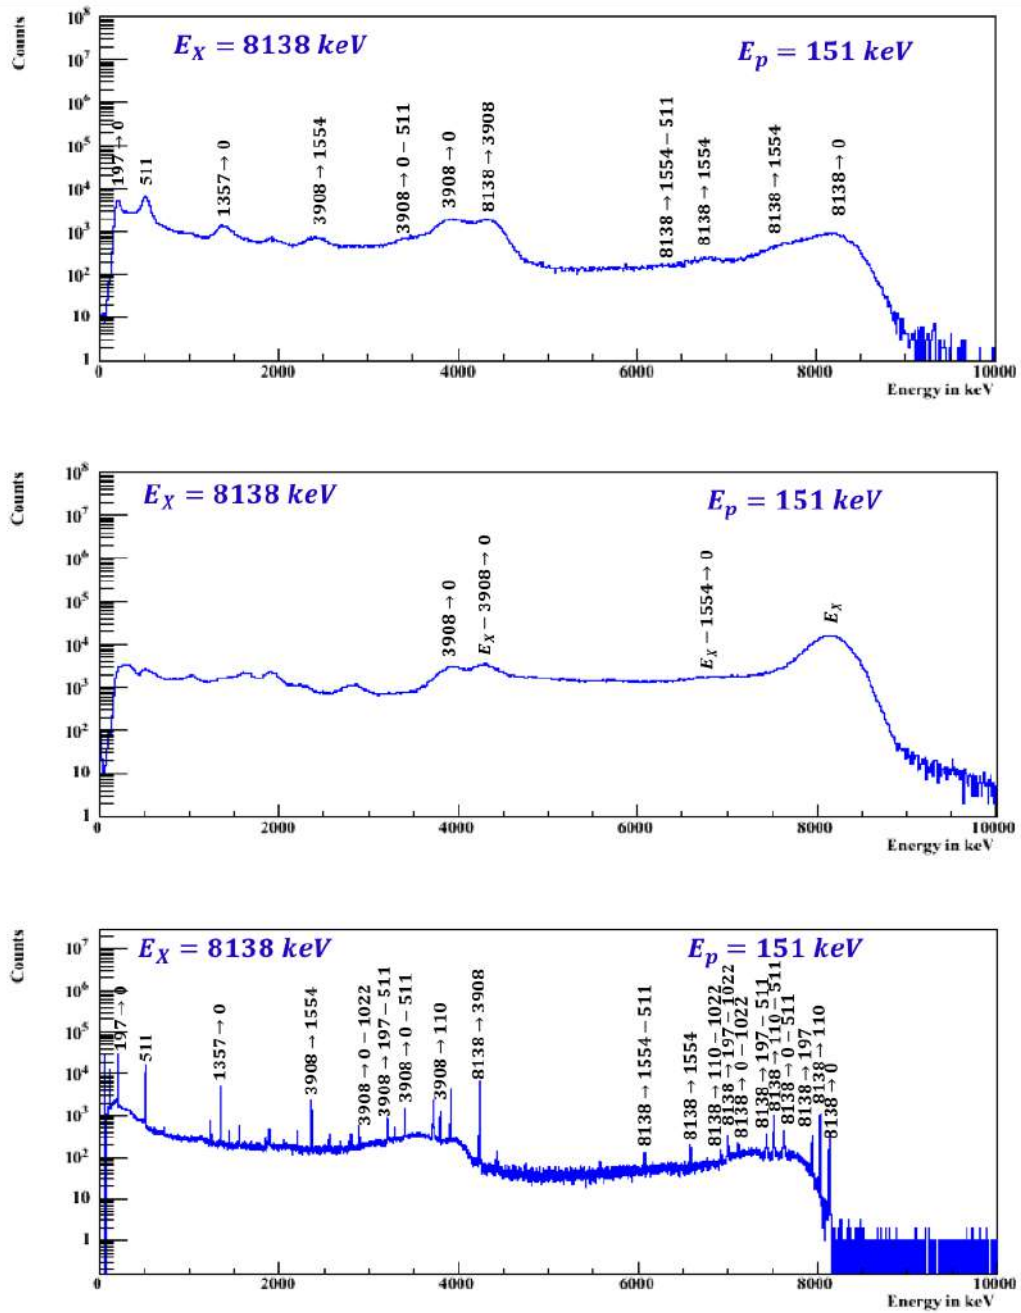 Counts
10⁸
10⁷
10⁶
10⁵
10⁴
10³
10²
10
1
E_X = 8138 keV
E_p = 151 keV
197 → 0
511
1357 → 0
3908 → 1554
3908 → 0 − 511
3908 → 0
8138 → 3908
8138 → 1554 − 511
8138 → 1554
8138 → 1554
8138 → 0
0
2000
4000
6000
8000
10000
Energy in keV
Counts
10⁸
10⁷
10⁶
10⁵
10⁴
10³
10²
10
1
E_X = 8138 keV
E_p = 151 keV
3908 → 0
E_X − 3908 → 0
E_X − 1554 → 0
E_X
0
2000
4000
6000
8000
10000
Energy in keV
Counts
10⁷
10⁶
10⁵
10⁴
10³
10²
10
1
E_X = 8138 keV
E_p = 151 keV
197 → 0
511
1357 → 0
3908 → 1554
3908 → 0 − 1022
3908 → 197 − 511
3908 → 0 − 511
3908 → 110
8138 → 3908
8138 → 1554 − 511
8138 → 1554
8138 → 110 − 1022
8138 → 197 − 1022
8138 → 0 − 1022
8138 → 197 − 511
8138 → 110 − 511
8138 → 0 − 511
8138 → 197
8138 → 110
8138 → 0
0
2000
4000
6000
8000
10000
Energy in keV